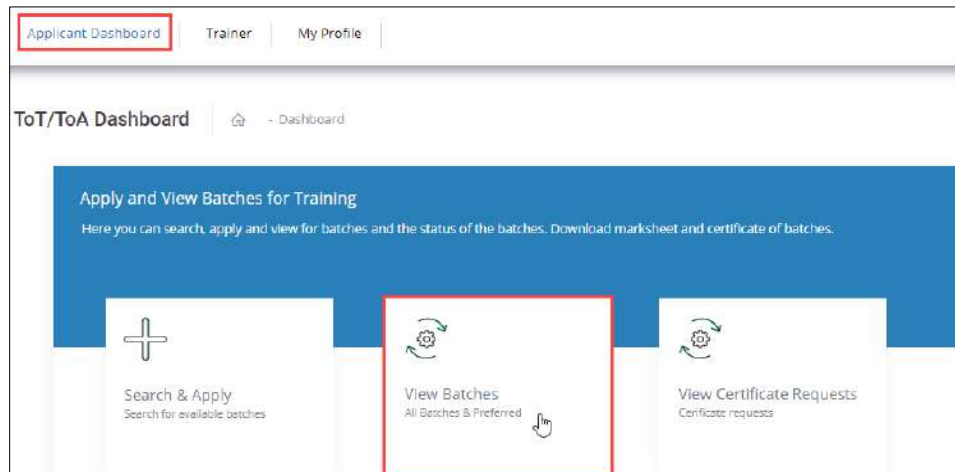 Applicant Dashboard Trainer My Profile
ToT/ToA Dashboard - Dashboard
Apply and View Batches for Training
Here you can search, apply and view for batches and the status of the batches. Download marksheet and certificate of batches.
Search & Apply
Search for available batches
View Batches
All Batches & Preferred
View Certificate Requests
Cerificate requests